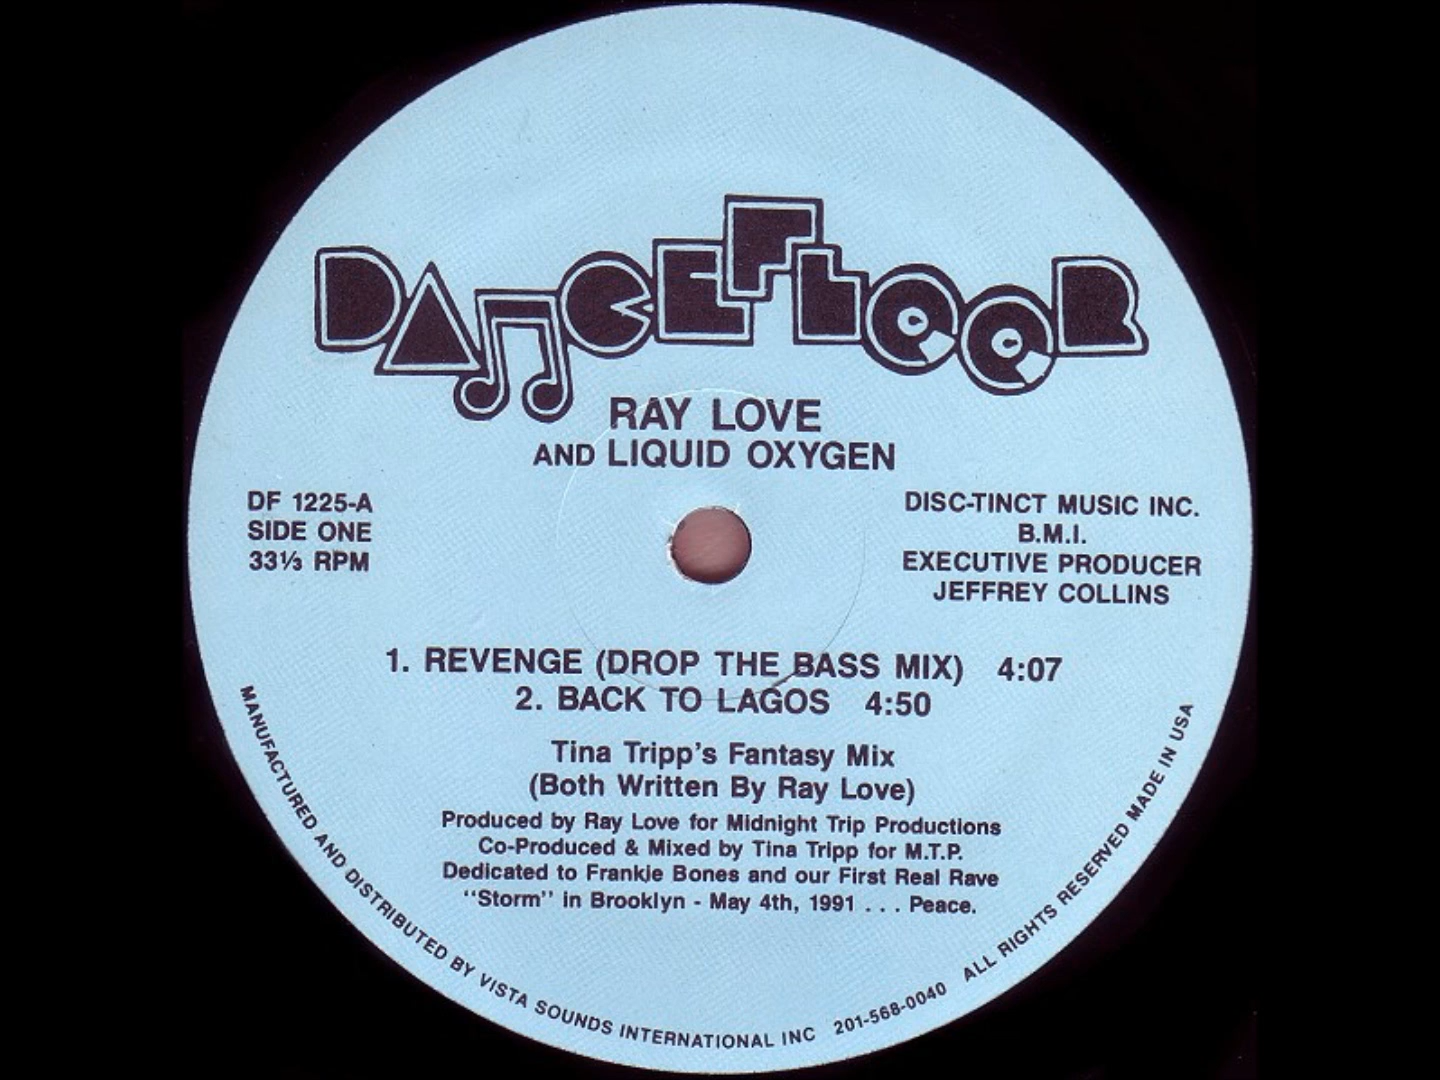 DANCEFLOOR
RAY LOVE
AND LIQUID OXYGEN
DF 1225-A
SIDE ONE
33⅓ RPM
DISC-TINCT MUSIC INC.
B.M.I.
EXECUTIVE PRODUCER
JEFFREY COLLINS
1. REVENGE (DROP THE BASS MIX) 4:07
2. BACK TO LAGOS 4:50
Tina Tripp's Fantasy Mix
(Both Written By Ray Love)
Produced by Ray Love for Midnight Trip Productions
Co-Produced & Mixed by Tina Tripp for M.T.P.
Dedicated to Frankie Bones and our First Real Rave
"Storm" in Brooklyn - May 4th, 1991 . . . Peace.
MANUFACTURED AND DISTRIBUTED BY VISTA SOUNDS INTERNATIONAL INC 201-568-0040 ALL RIGHTS RESERVED MADE IN USA